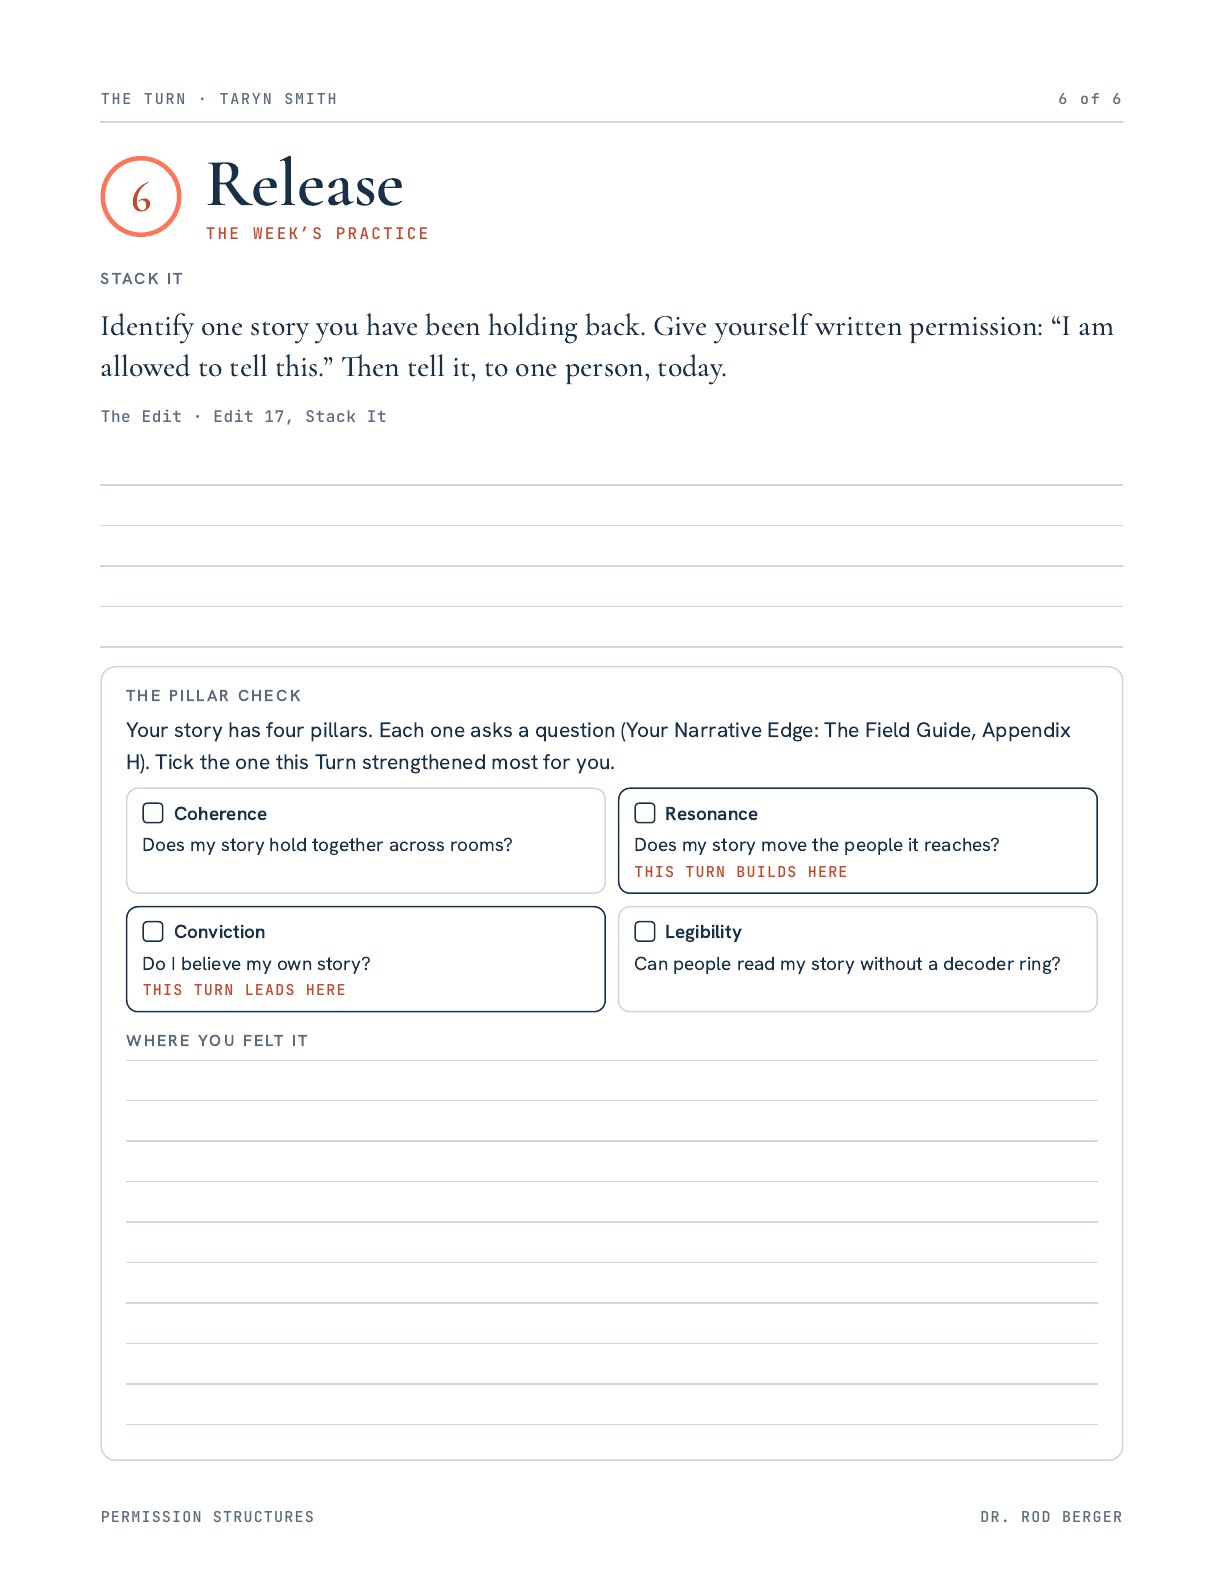 THE TURN · TARYN SMITH
6 of 6
6
Release
THE WEEK’S PRACTICE
STACK IT
Identify one story you have been holding back. Give yourself written permission: “I am
allowed to tell this.” Then tell it, to one person, today.
The Edit · Edit 17, Stack It
THE PILLAR CHECK
Your story has four pillars. Each one asks a question (Your Narrative Edge: The Field Guide, Appendix
H). Tick the one this Turn strengthened most for you.
Coherence
Does my story hold together across rooms?
Resonance
Does my story move the people it reaches?
THIS TURN BUILDS HERE
Conviction
Do I believe my own story?
THIS TURN LEADS HERE
Legibility
Can people read my story without a decoder ring?
WHERE YOU FELT IT
PERMISSION STRUCTURES
DR. ROD BERGER